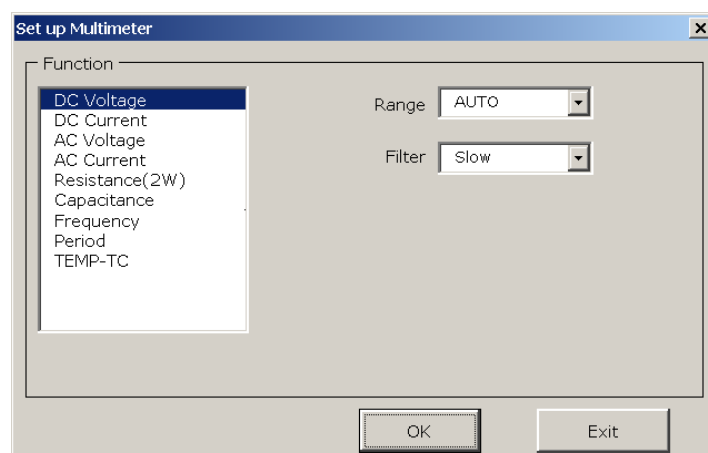 Set up Multimeter
Function
DC Voltage
DC Current
AC Voltage
AC Current
Resistance(2W)
Capacitance
Frequency
Period
TEMP-TC
Range AUTO
Filter Slow
OK Exit